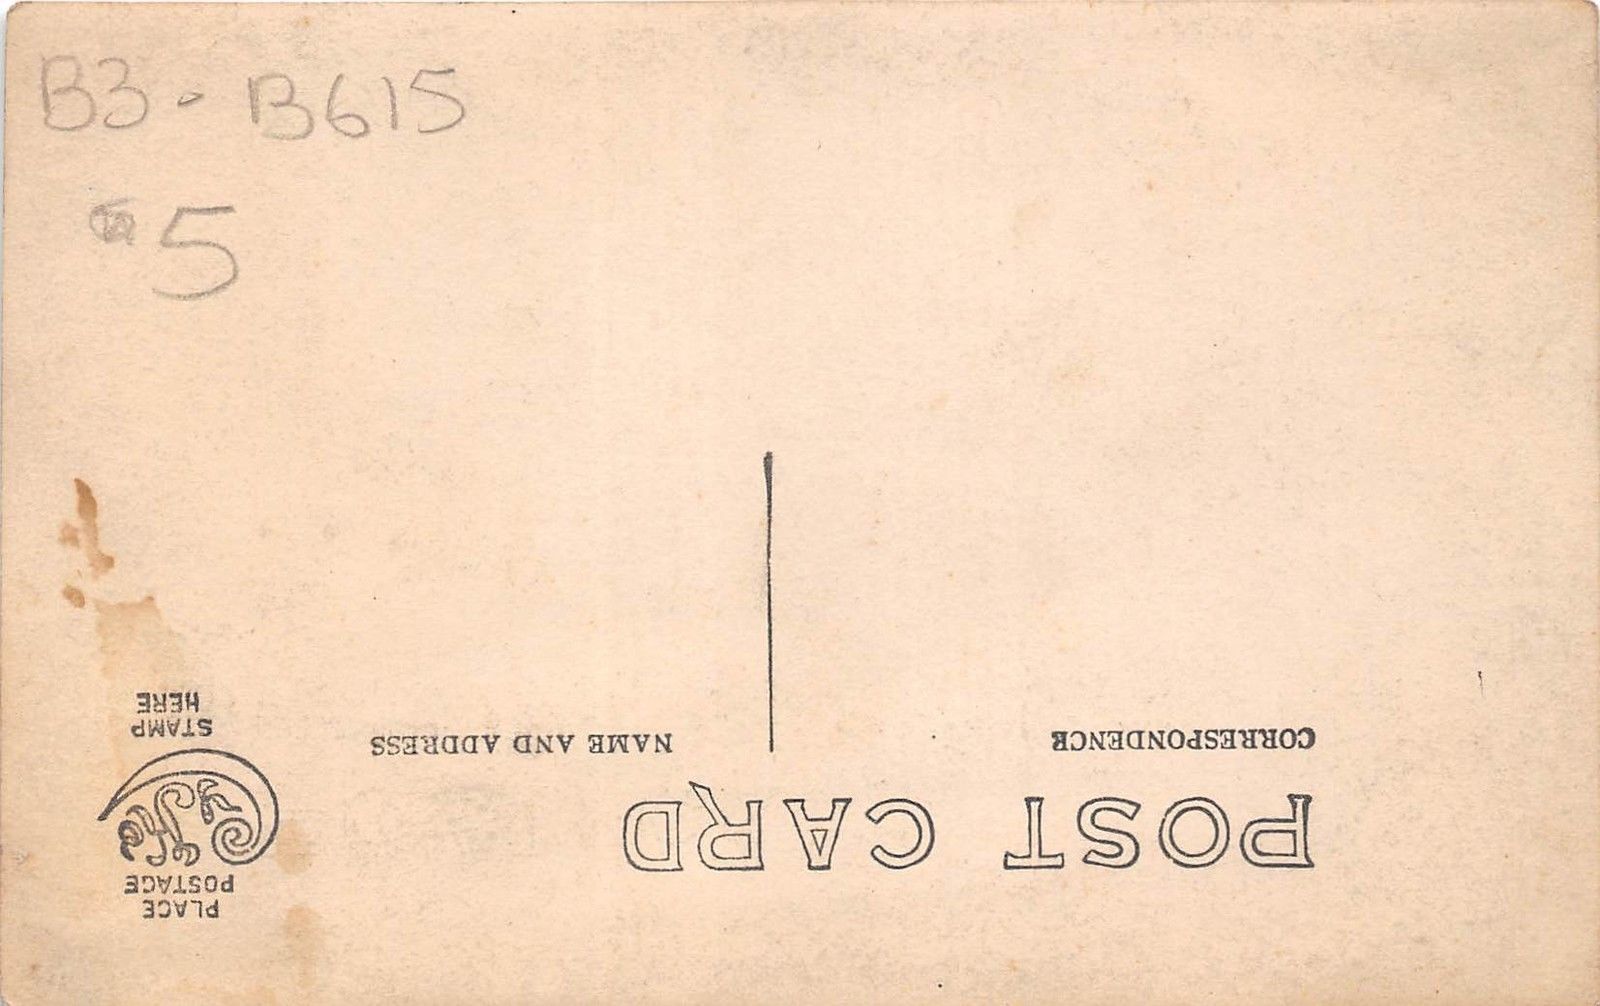 B3 - B615
5
POST CARD
CORRESPONDENCE
NAME AND ADDRESS
PLACE
POSTAGE
STAMP
HERE